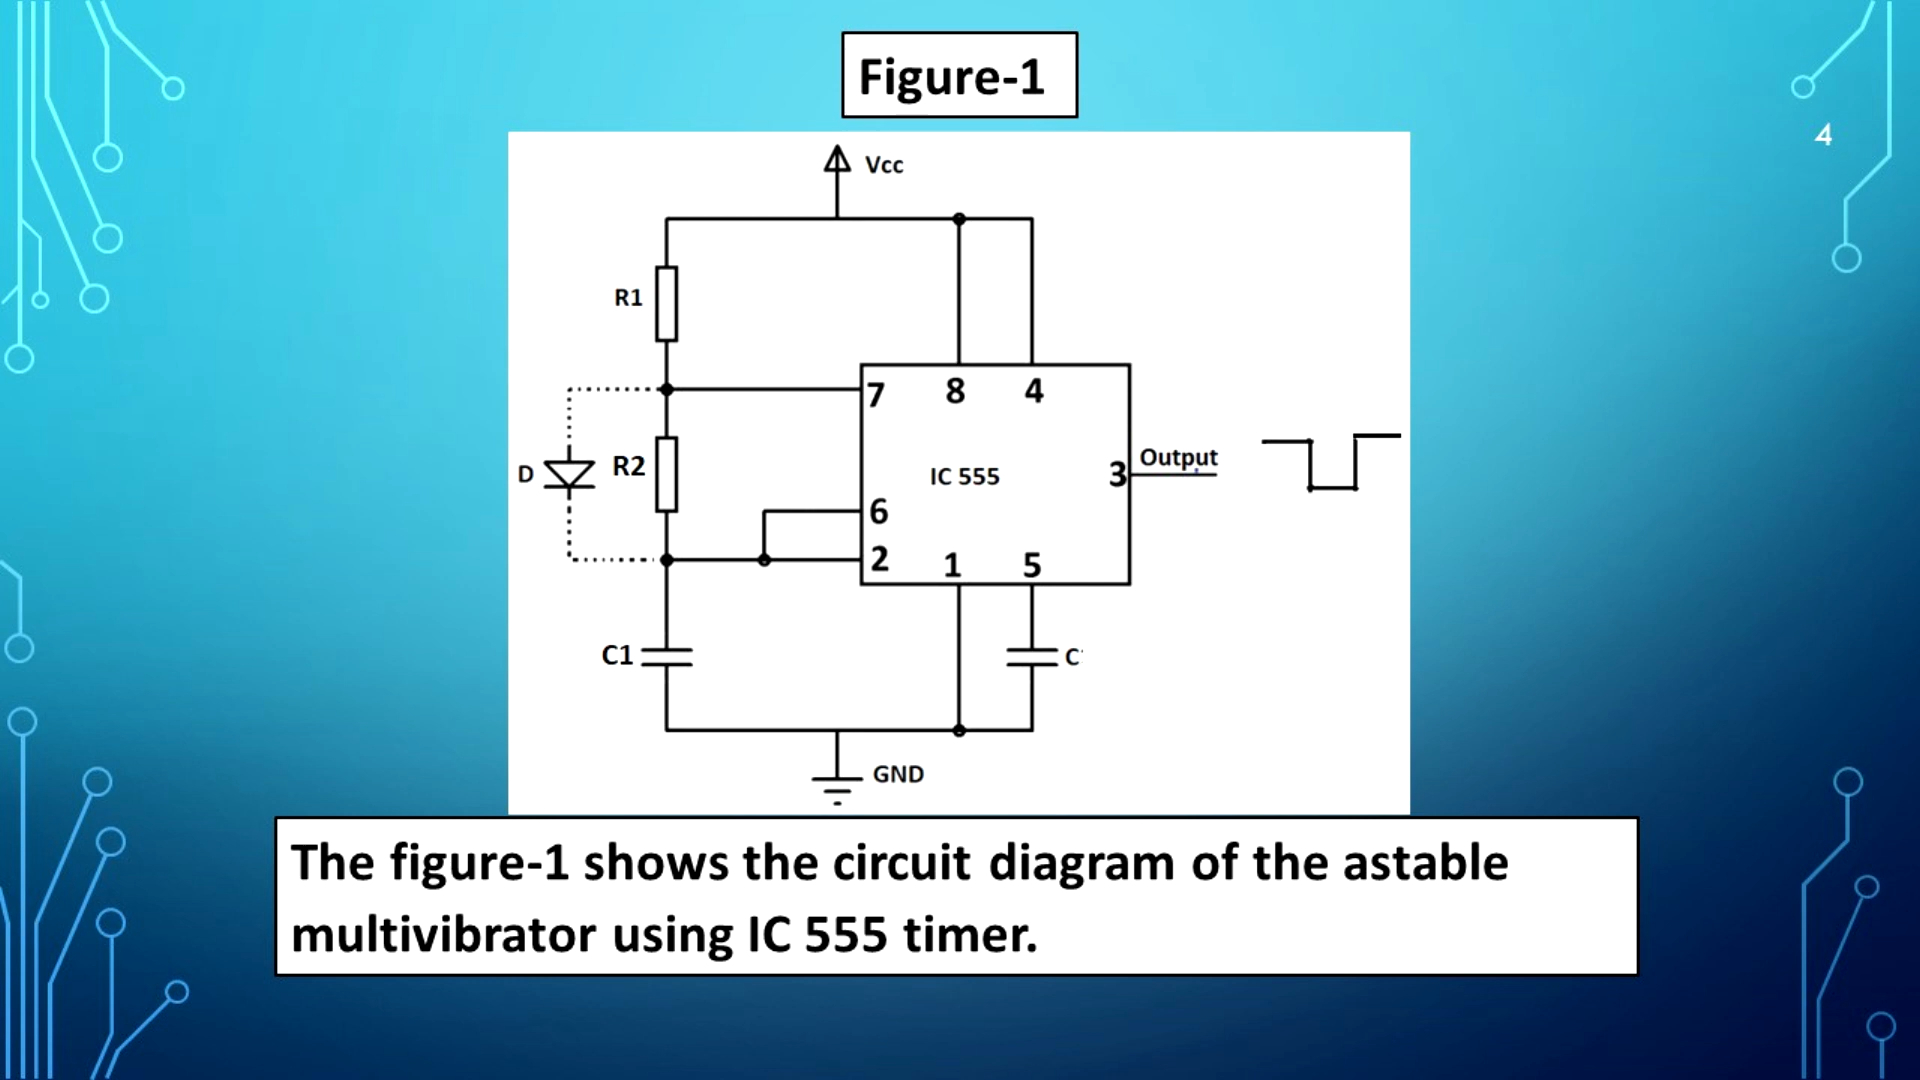 Figure-1
4
Vcc
R1
7 8 4
D R2
IC 555
3 Output
6
2 1 5
C1
C
GND
The figure-1 shows the circuit diagram of the astable
multivibrator using IC 555 timer.